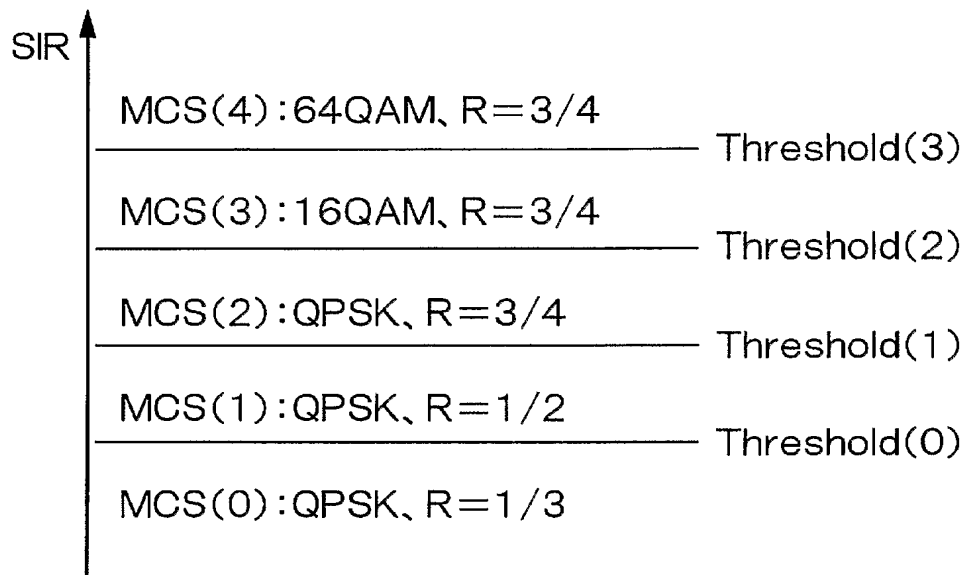 SIR
MCS(4):64QAM、R=3/4
Threshold(3)
MCS(3):16QAM、R=3/4
Threshold(2)
MCS(2):QPSK、R=3/4
Threshold(1)
MCS(1):QPSK、R=1/2
Threshold(0)
MCS(0):QPSK、R=1/3